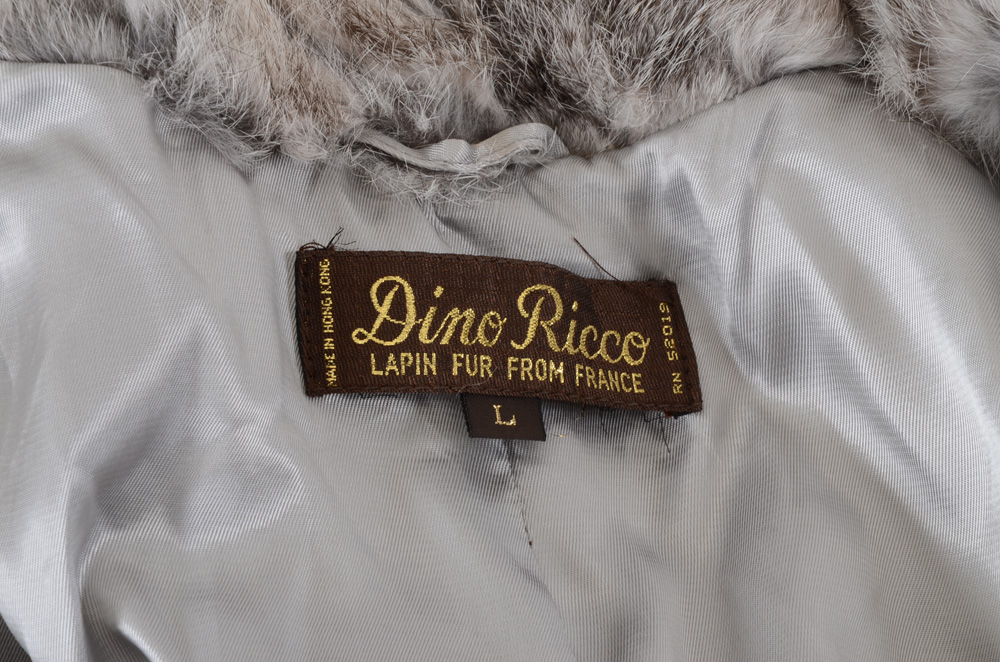 MADE IN HONG KONG
Dino Ricco
LAPIN FUR FROM FRANCE
RN 52019
L